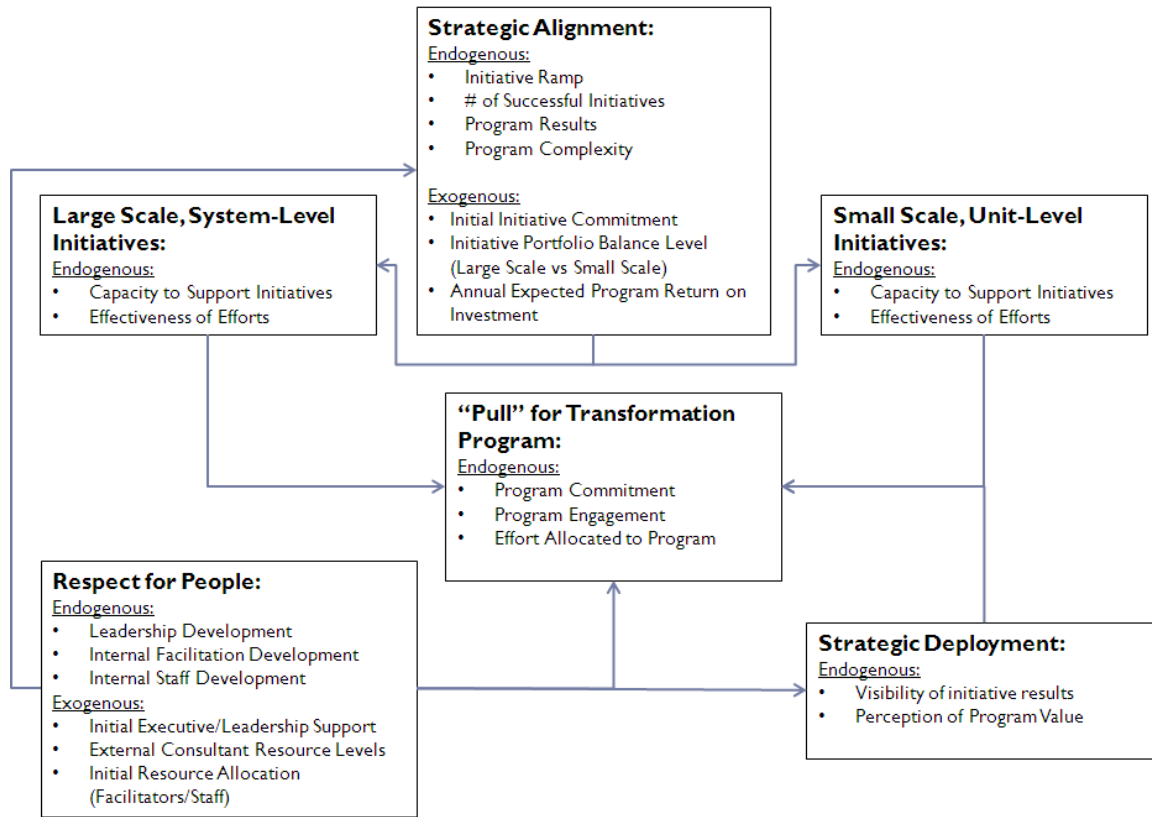 Strategic Alignment:
Endogenous:
• Initiative Ramp
• # of Successful Initiatives
• Program Results
• Program Complexity
Exogenous:
• Initial Initiative Commitment
• Initiative Portfolio Balance Level
(Large Scale vs Small Scale)
• Annual Expected Program Return on
Investment
Large Scale, System-Level
Initiatives:
Endogenous:
• Capacity to Support Initiatives
• Effectiveness of Efforts
Small Scale, Unit-Level
Initiatives:
Endogenous:
• Capacity to Support Initiatives
• Effectiveness of Efforts
“Pull” for Transformation
Program:
Endogenous:
• Program Commitment
• Program Engagement
• Effort Allocated to Program
Respect for People:
Endogenous:
• Leadership Development
• Internal Facilitation Development
• Internal Staff Development
Exogenous:
• Initial Executive/Leadership Support
• External Consultant Resource Levels
• Initial Resource Allocation
(Facilitators/Staff)
Strategic Deployment:
Endogenous:
• Visibility of initiative results
• Perception of Program Value